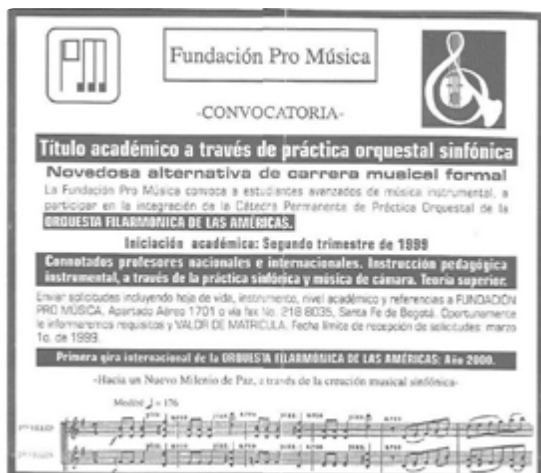 Fundación Pro Música
-CONVOCATORIA-
Título académico a través de práctica orquestal sinfónica
Novedosa alternativa de carrera musical formal
La Fundación Pro Música convoca a estudiantes avanzados de música instrumental, a
participar en la integración de la Cátedra Permanente de Práctica Orquestal de la
ORQUESTA FILARMONICA DE LAS AMÉRICAS.
Iniciación académica: Segundo trimestre de 1999
Connotados profesores nacionales e internacionales. Instrucción pedagógica
instrumental, a través de la práctica sinfónica y música de cámara. Teoría superior.
Enviar solicitudes incluyendo hoja de vida, instrumento, nivel académico y referencias a FUNDACIÓN
PRO MÚSICA, Apartado Aéreo 1701 o vía fax No. 218 8035, Santa Fe de Bogotá. Oportunamente
le informaremos requisitos y VALOR DE MATRICULA. Fecha límite de recepción de solicitudes: marzo
1o. de 1999.
Primera gira internacional de la ORQUESTA FILARMÓNICA DE LAS AMÉRICAS: Año 2000.
-Hacia un Nuevo Milenio de Paz, a través de la creación musical sinfónica-
Modéré ♩ = 176